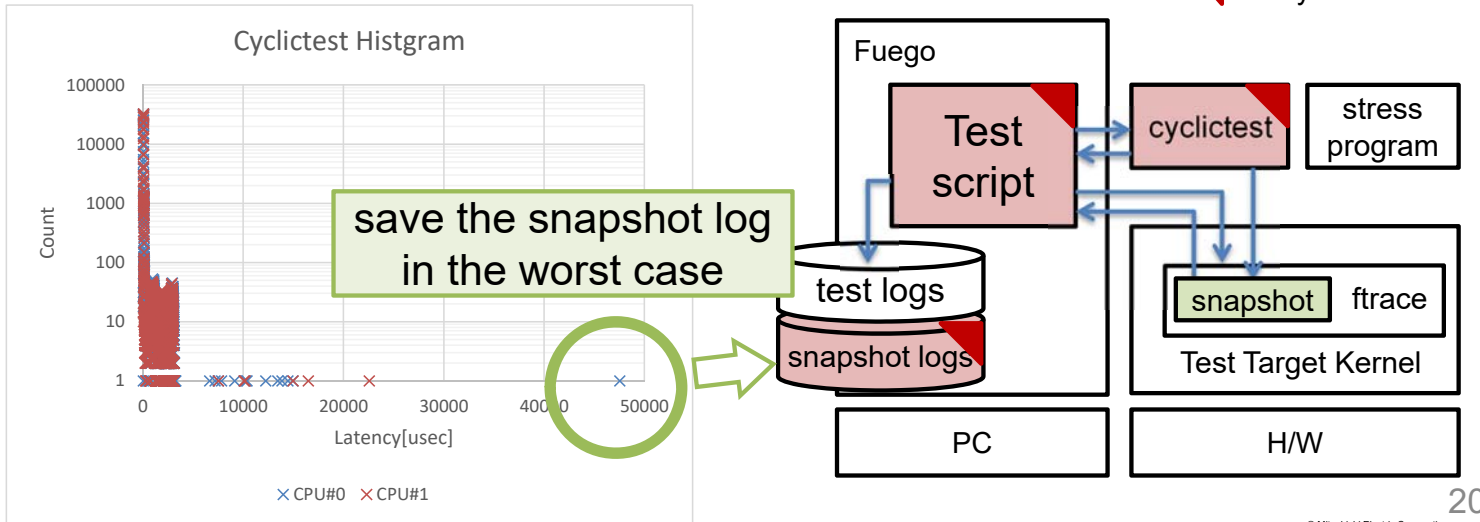 Cyclictest Histgram
100000
10000
1000
100
10
1
Count
0
10000
20000
30000
40000
50000
Latency[usec]
CPU#0
CPU#1
save the snapshot log
in the worst case
Fuego
Test
script
cyclictest
stress
program
test logs
snapshot logs
snapshot
ftrace
Test Target Kernel
PC
H/W
20